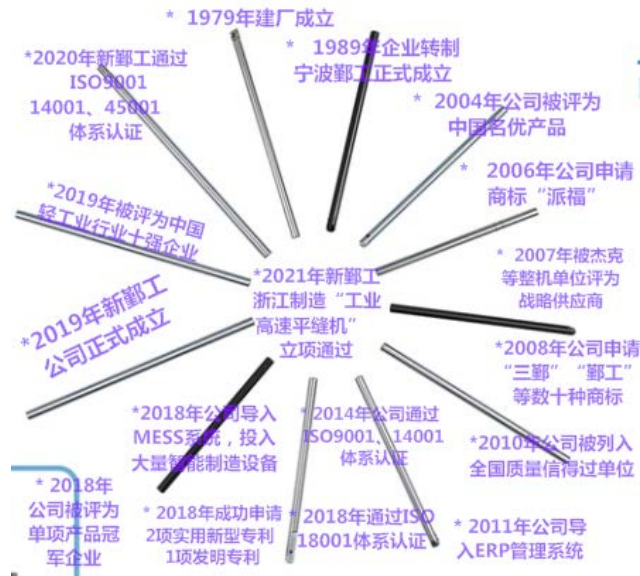 * 1979年建厂成立
* 1989年企业转制
宁波鄞工正式成立
* 2004年公司被评为
中国名优产品
* 2006年公司申请
商标“派福”
* 2007年被杰克
等整机单位评为
战略供应商
*2008年公司申请
“三鄞”“鄞工”
等数十种商标
*2010年公司被列入
全国质量信得过单位
* 2011年公司导
入ERP管理系统
*2014年公司通过
ISO9001、14001
体系认证
*2018年通过ISO
18001体系认证
* 2018年成功申请
2项实用新型专利
1项发明专利
*2018年公司导入
MESS系统，投入
大量智能制造设备
* 2018年
公司被评为
单项产品冠
军企业
*2019年新鄞工
公司正式成立
*2019年被评为中国
轻工业行业十强企业
*2020年新鄞工通过
ISO9001
14001、45001
体系认证
*2021年新鄞工
浙江制造“工业
高速平缝机”
立项通过